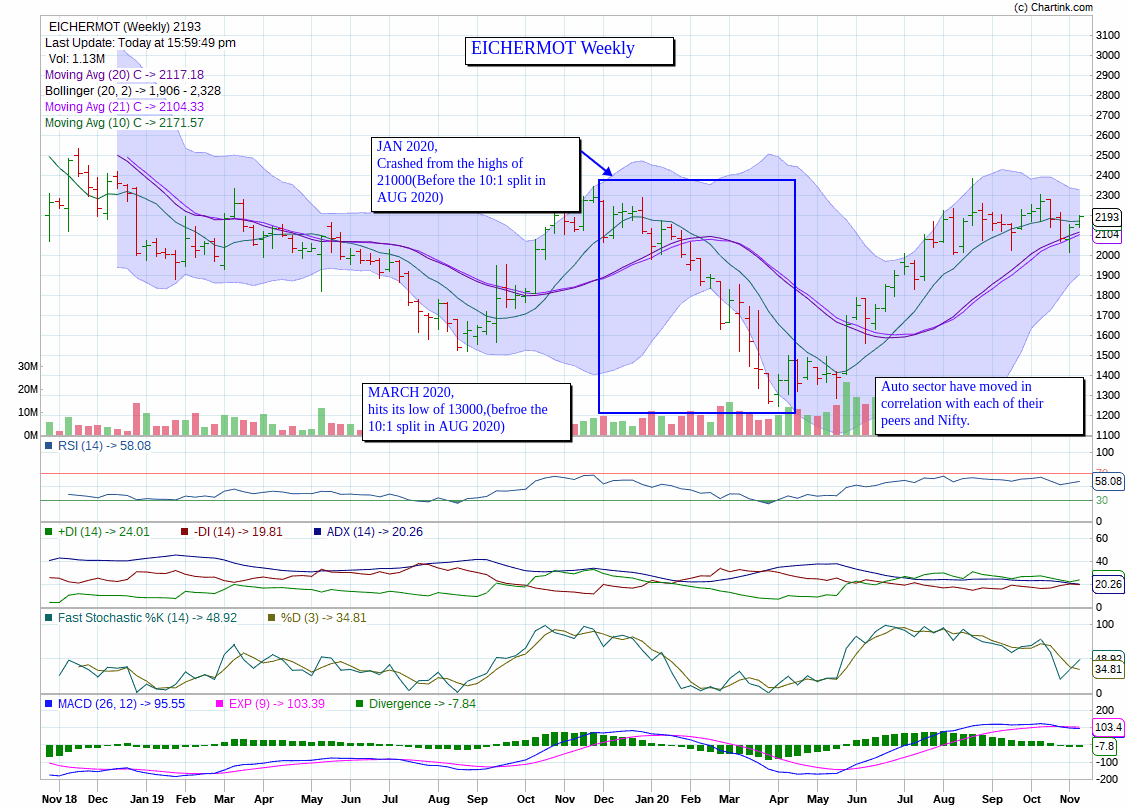 (c) Chartink.com
EICHERMOT (Weekly) 2193
Last Update: Today at 15:59:49 pm
Vol: 1.13M
Moving Avg (20) C -> 2117.18
Bollinger (20, 2) -> 1,906 - 2,328
Moving Avg (21) C -> 2104.33
Moving Avg (10) C -> 2171.57
EICHERMOT Weekly
JAN 2020,
Crashed from the highs of
21000(Before the 10:1 split in
AUG 2020)
MARCH 2020,
hits its low of 13000,(befroe the
10:1 split in AUG 2020)
Auto sector have moved in
correlation with each of their
peers and Nifty.
3100
3000
2900
2800
2700
2600
2500
2400
2300
2193
2104
2000
1900
1800
1700
1600
1500
1400
1300
1200
1100
30M
20M
10M
0M
RSI (14) -> 58.08
100
70
58.08
30
0
+DI (14) -> 24.01 -DI (14) -> 19.81 ADX (14) -> 20.26
60
40
20.26
0
Fast Stochastic %K (14) -> 48.92 %D (3) -> 34.81
100
48.92
34.81
0
MACD (26, 12) -> 95.55 EXP (9) -> 103.39 Divergence -> -7.84
200
103.4
-7.8
-100
-200
Nov 18 Dec Jan 19 Feb Mar Apr May Jun Jul Aug Sep Oct Nov Dec Jan 20 Feb Mar Apr May Jun Jul Aug Sep Oct Nov